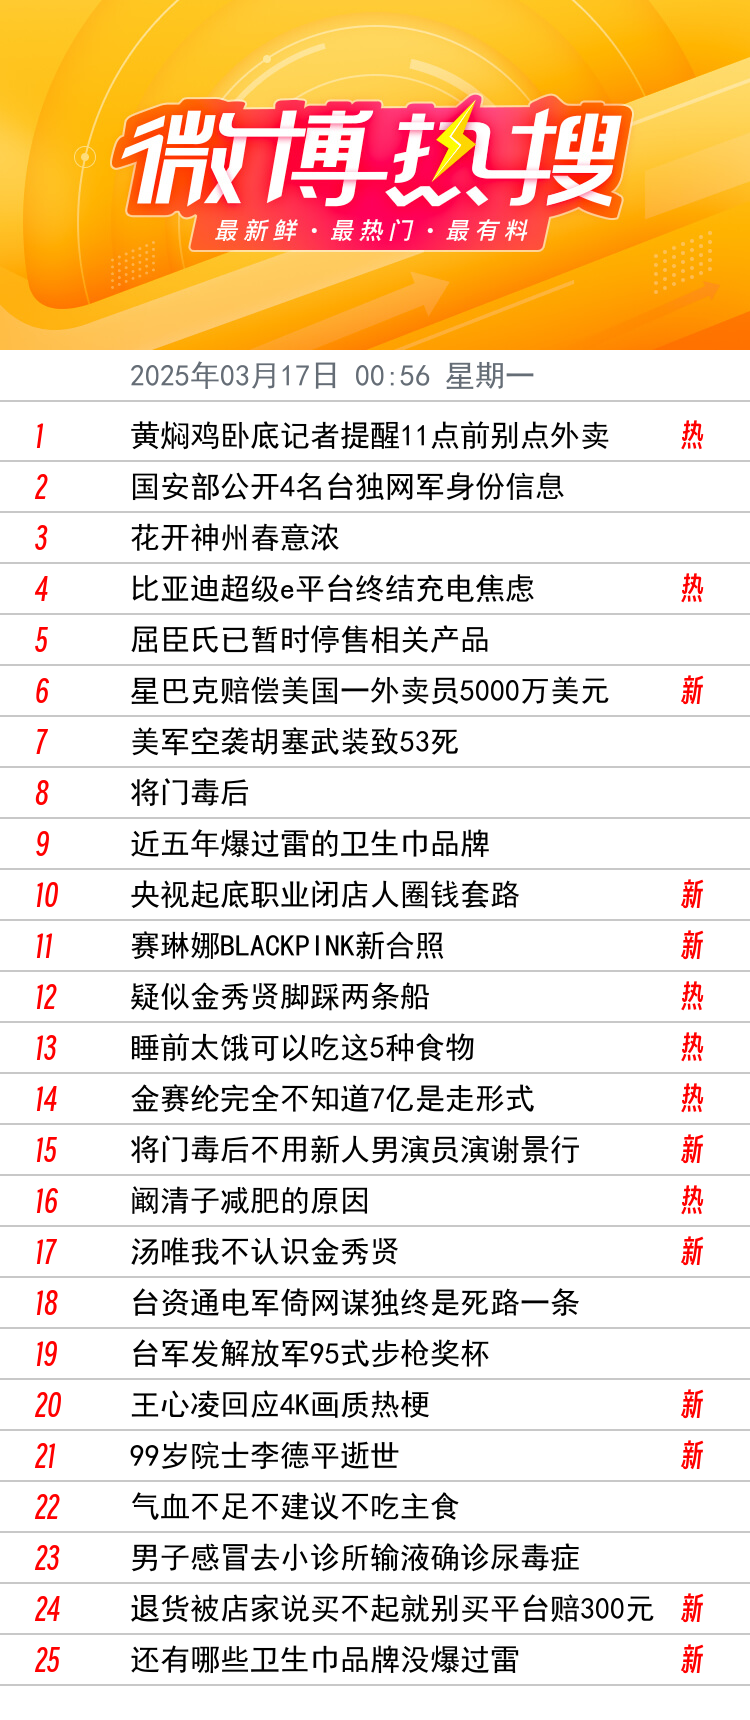 微博热搜
最新鲜·最热门·最有料
2025年03月17日 00:56 星期一
1 黄焖鸡卧底记者提醒11点前别点外卖 热
2 国安部公开4名台独网军身份信息
3 花开神州春意浓
4 比亚迪超级e平台终结充电焦虑 热
5 屈臣氏已暂时停售相关产品
6 星巴克赔偿美国一外卖员5000万美元 新
7 美军空袭胡塞武装致53死
8 将门毒后
9 近五年爆过雷的卫生巾品牌
10 央视起底职业闭店人圈钱套路 新
11 赛琳娜BLACKPINK新合照 新
12 疑似金秀贤脚踩两条船 热
13 睡前太饿可以吃这5种食物 热
14 金赛纶完全不知道7亿是走形式 热
15 将门毒后不用新人男演员演谢景行 新
16 阚清子减肥的原因 热
17 汤唯我不认识金秀贤 新
18 台资通电军倚网谋独终是死路一条
19 台军发解放军95式步枪奖杯
20 王心凌回应4K画质热梗 新
21 99岁院士李德平逝世 新
22 气血不足不建议不吃主食
23 男子感冒去小诊所输液确诊尿毒症
24 退货被店家说买不起就别买平台赔300元 新
25 还有哪些卫生巾品牌没爆过雷 新